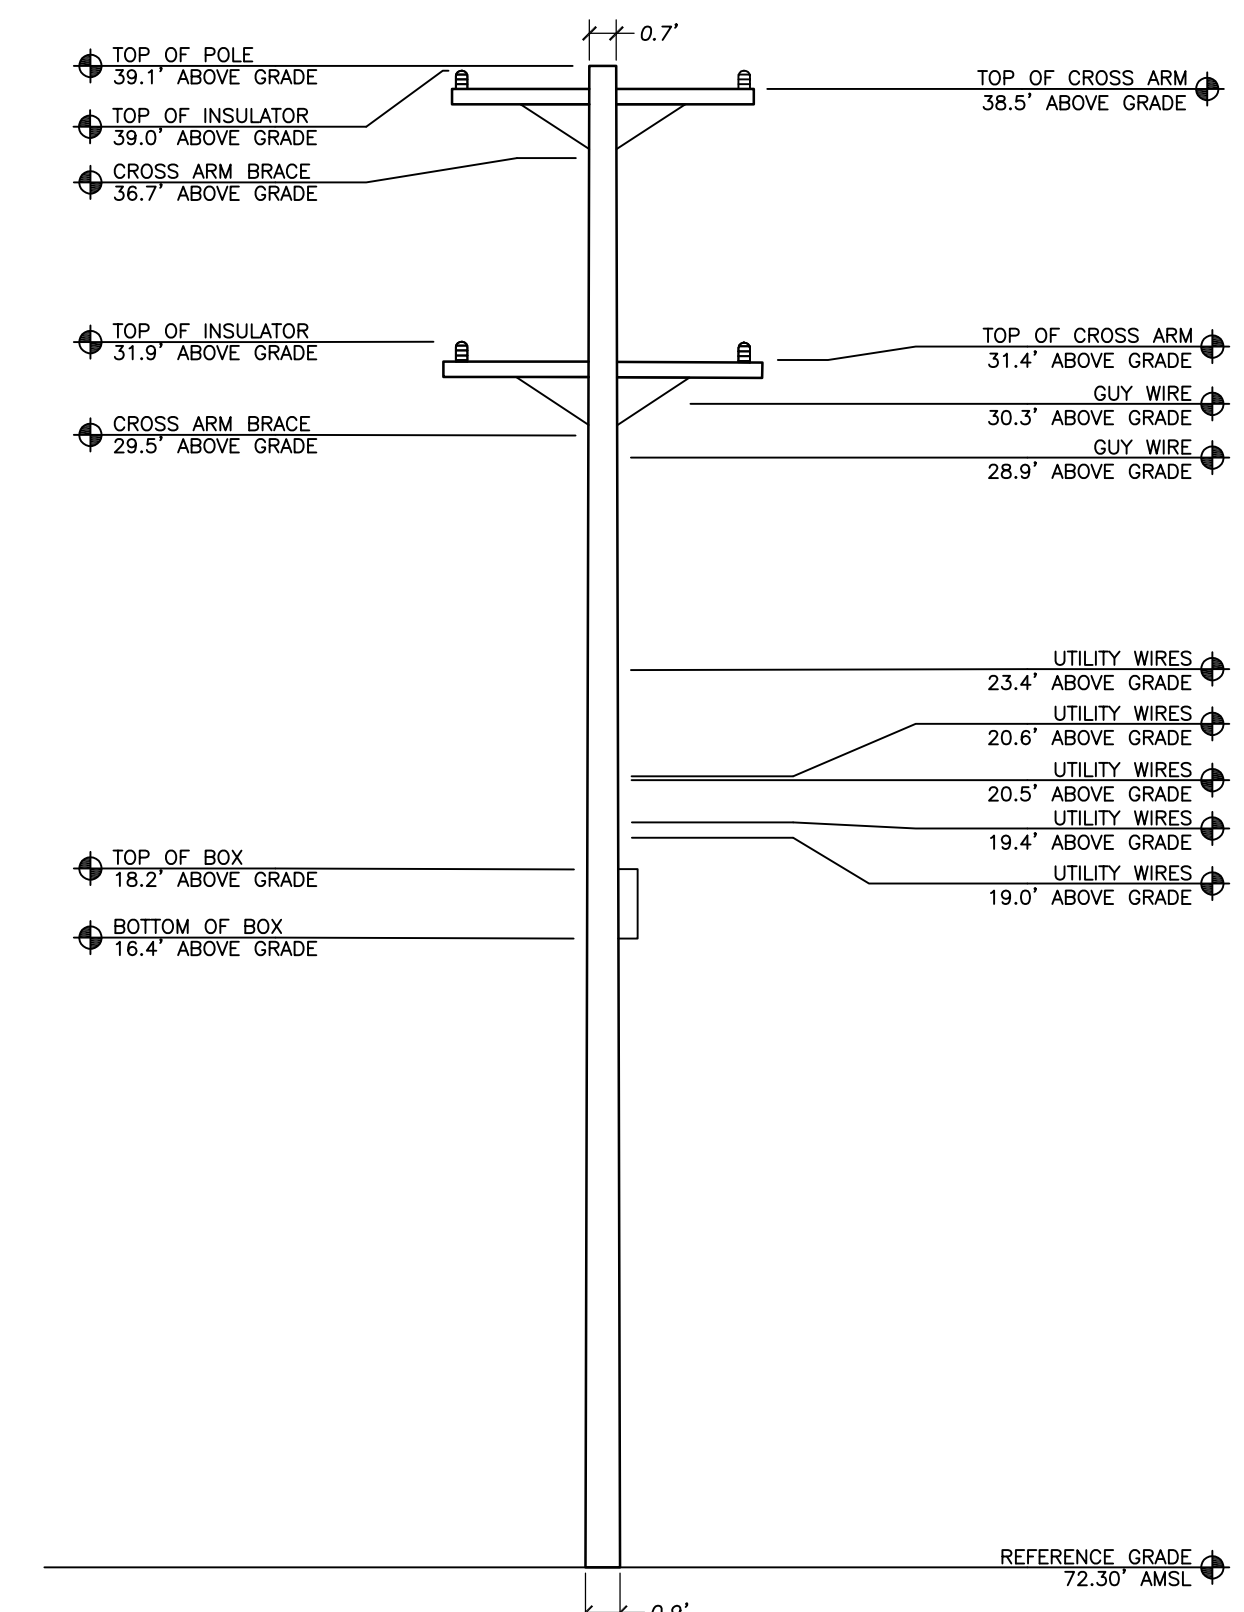 0.7'
TOP OF POLE
39.1' ABOVE GRADE
TOP OF INSULATOR
39.0' ABOVE GRADE
CROSS ARM BRACE
36.7' ABOVE GRADE
TOP OF CROSS ARM
38.5' ABOVE GRADE
TOP OF INSULATOR
31.9' ABOVE GRADE
CROSS ARM BRACE
29.5' ABOVE GRADE
TOP OF CROSS ARM
31.4' ABOVE GRADE
GUY WIRE
30.3' ABOVE GRADE
GUY WIRE
28.9' ABOVE GRADE
UTILITY WIRES
23.4' ABOVE GRADE
UTILITY WIRES
20.6' ABOVE GRADE
UTILITY WIRES
20.5' ABOVE GRADE
UTILITY WIRES
19.4' ABOVE GRADE
UTILITY WIRES
19.0' ABOVE GRADE
TOP OF BOX
18.2' ABOVE GRADE
BOTTOM OF BOX
16.4' ABOVE GRADE
REFERENCE GRADE
72.30' AMSL